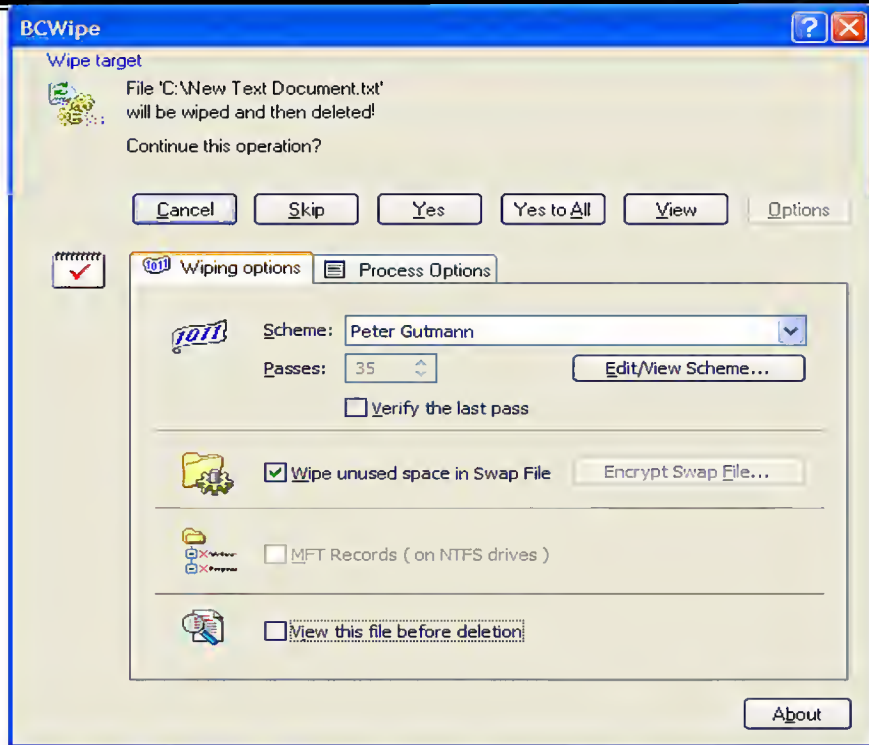 BCWipe
Wipe target
File 'C:\New Text Document.txt'
will be wiped and then deleted!
Continue this operation?
Cancel Skip Yes Yes to All View Options
1011 Wiping options Process Options
1011 Scheme: Peter Gutmann
Passes: 35 Edit/View Scheme...
Verify the last pass
Wipe unused space in Swap File Encrypt Swap File...
MFT Records ( on NTFS drives )
View this file before deletion
About